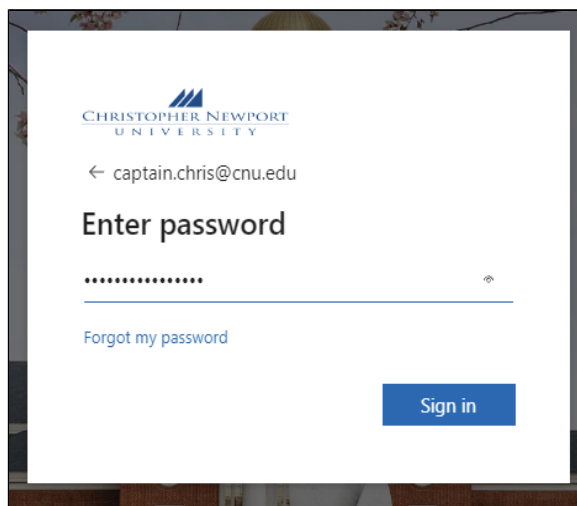 CHRISTOPHER NEWPORT
UNIVERSITY
← captain.chris@cnu.edu
Enter password
••••••••••••••••
Forgot my password
Sign in